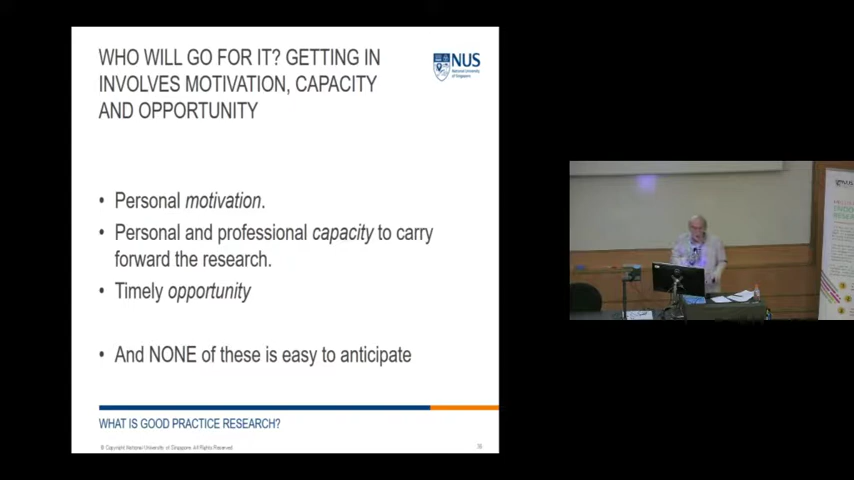 WHO WILL GO FOR IT? GETTING IN
INVOLVES MOTIVATION, CAPACITY
AND OPPORTUNITY
NUS
National University
of Singapore
• Personal motivation.
• Personal and professional capacity to carry
forward the research.
• Timely opportunity
• And NONE of these is easy to anticipate
WHAT IS GOOD PRACTICE RESEARCH?
© Copyright National University of Singapore. All Rights Reserved.
NUS